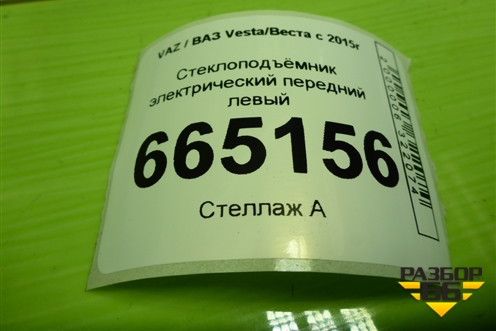 VAZ / ВАЗ Vesta/Веста с 2015г
Стеклоподъёмник
электрический передний
левый
665156
Стеллаж А
РАЗБОР
66